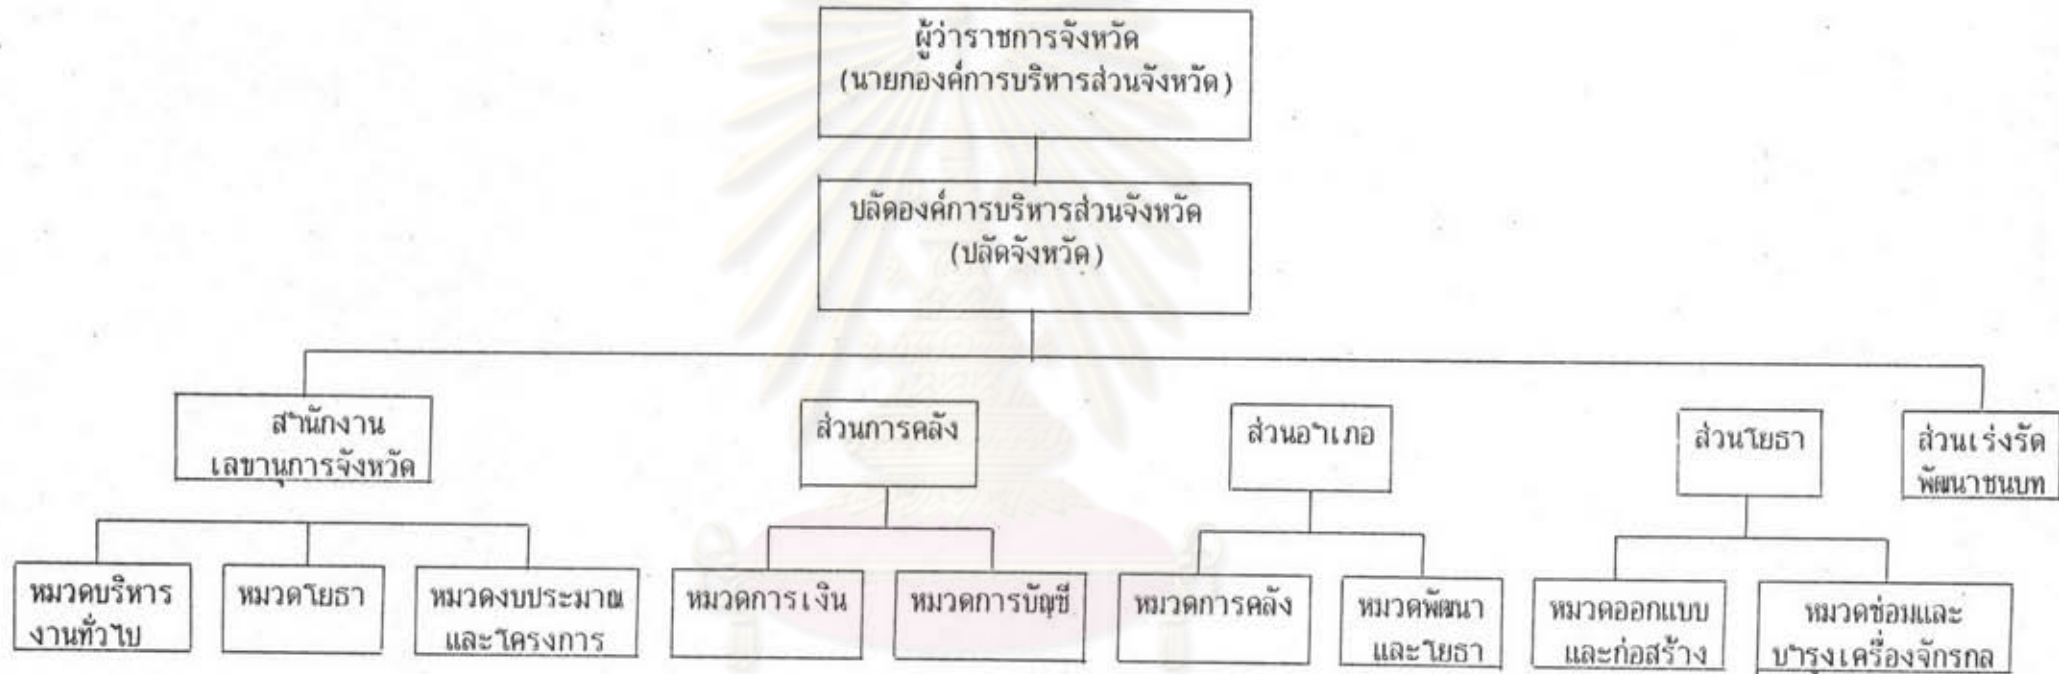 ผู้ว่าราชการจังหวัด
(นายกองค์การบริหารส่วนจังหวัด)
ปลัดองค์การบริหารส่วนจังหวัด
(ปลัดจังหวัด)
สำนักงาน
เลขานุการจังหวัด
ส่วนการคลัง
ส่วนอำเภอ
ส่วนโยธา
ส่วนเร่งรัด
พัฒนาชนบท
หมวดบริหาร
งานทั่วไป
หมวดโยธา
หมวดงบประมาณ
และโครงการ
หมวดการเงิน
หมวดการบัญชี
หมวดการคลัง
หมวดพัฒนา
และโยธา
หมวดออกแบบ
และก่อสร้าง
หมวดซ่อมและ
บำรุงเครื่องจักรกล